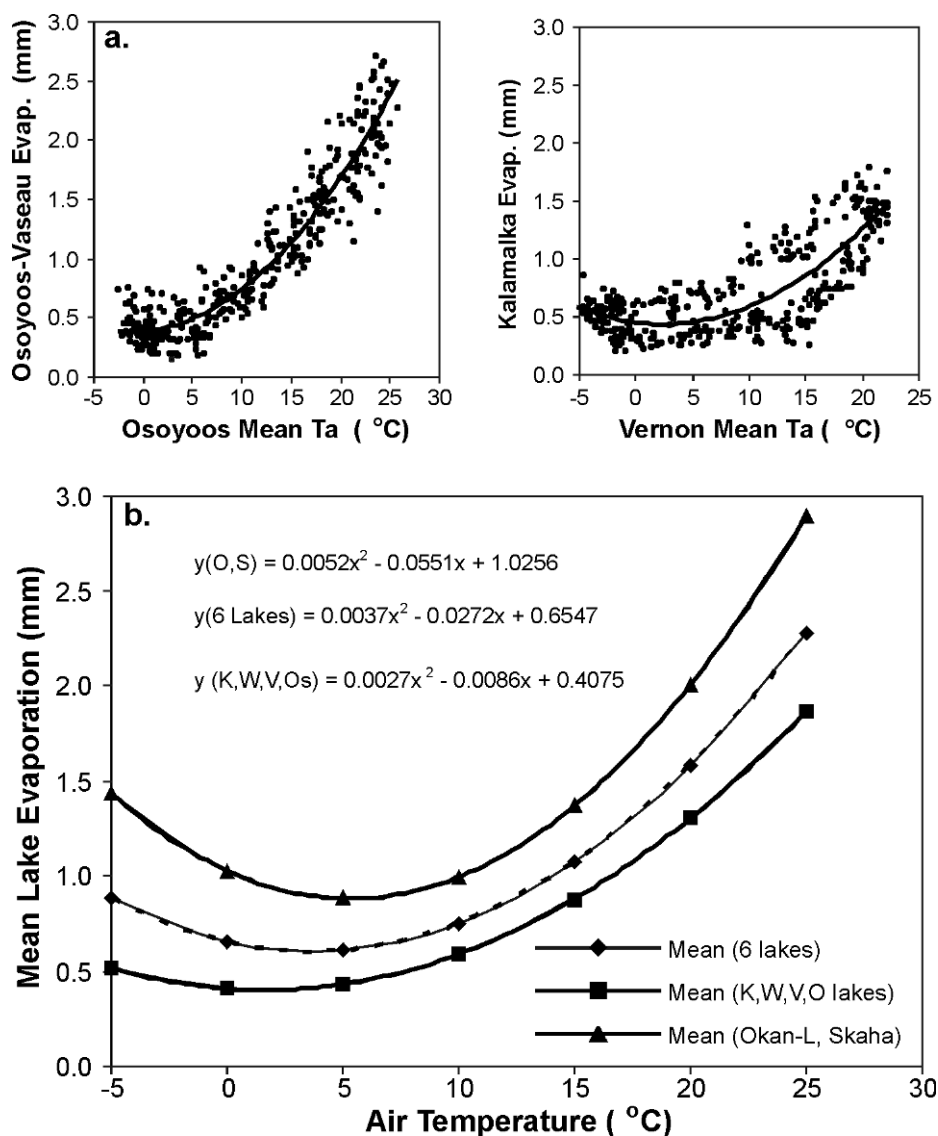 a.
Osoyoos-Vaseau Evap. (mm)
3.0
2.5
2.0
1.5
1.0
0.5
0.0
-5 0 5 10 15 20 25 30
Osoyoos Mean Ta ( °C)
Kalamalka Evap. (mm)
3.0
2.5
2.0
1.5
1.0
0.5
0.0
-5 0 5 10 15 20 25
Vernon Mean Ta ( °C)
b.
Mean Lake Evaporation (mm)
3.0
2.5
2.0
1.5
1.0
0.5
0.0
y(O,S) = 0.0052x² - 0.0551x + 1.0256
y(6 Lakes) = 0.0037x² - 0.0272x + 0.6547
y (K,W,V,Os) = 0.0027x² - 0.0086x + 0.4075
Mean (6 lakes)
Mean (K,W,V,O lakes)
Mean (Okan-L, Skaha)
-5 0 5 10 15 20 25 30
Air Temperature ( °C)